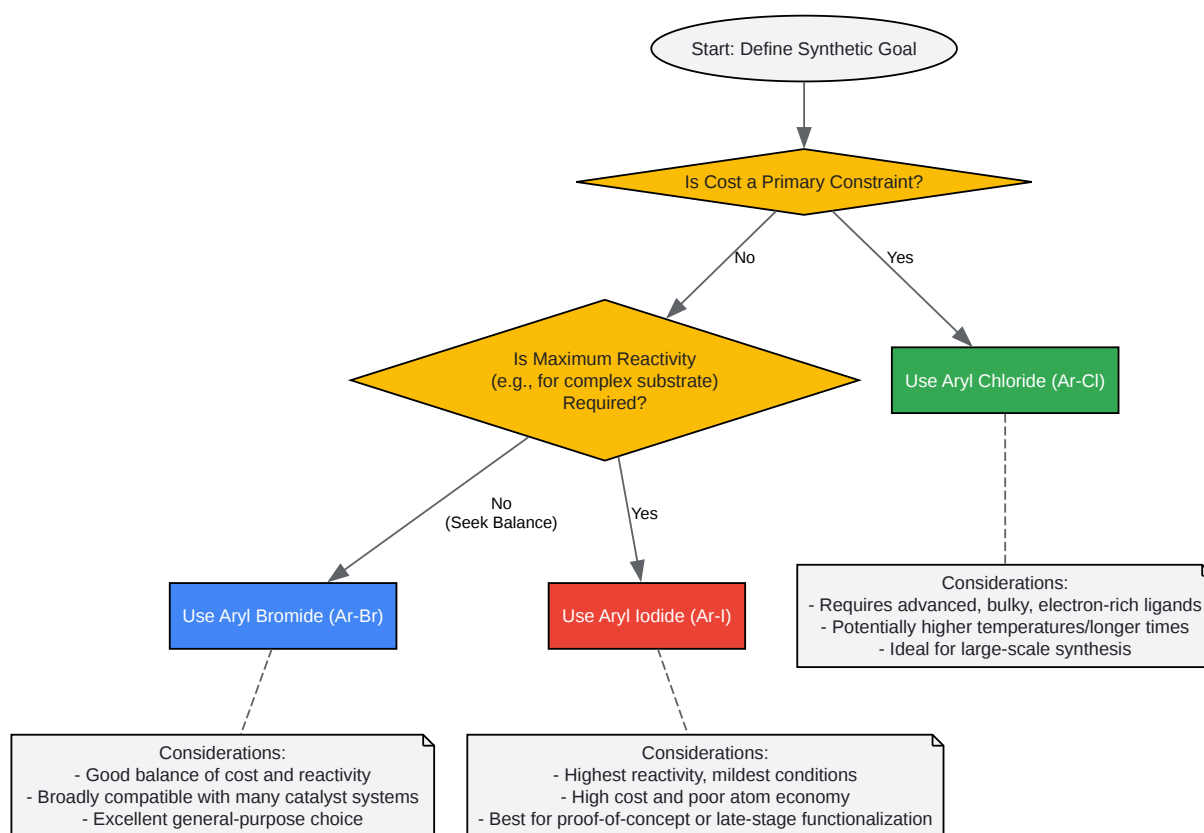 Start: Define Synthetic Goal
Is Cost a Primary Constraint?
No
Yes
Is Maximum Reactivity
(e.g., for complex substrate)
Required?
Use Aryl Chloride (Ar-Cl)
No
(Seek Balance)
Yes
Use Aryl Bromide (Ar-Br)
Use Aryl Iodide (Ar-I)
Considerations:
- Requires advanced, bulky, electron-rich ligands
- Potentially higher temperatures/longer times
- Ideal for large-scale synthesis
Considerations:
- Good balance of cost and reactivity
- Broadly compatible with many catalyst systems
- Excellent general-purpose choice
Considerations:
- Highest reactivity, mildest conditions
- High cost and poor atom economy
- Best for proof-of-concept or late-stage functionalization